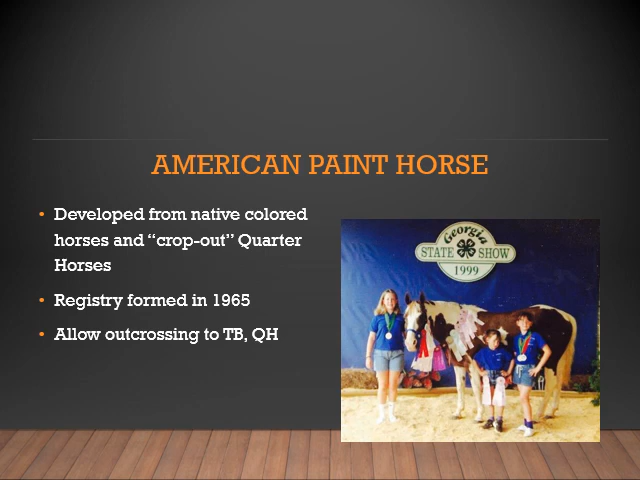 AMERICAN PAINT HORSE
• Developed from native colored
horses and “crop-out” Quarter
Horses
• Registry formed in 1965
• Allow outcrossing to TB, QH
Georgia
STATE SHOW
1999